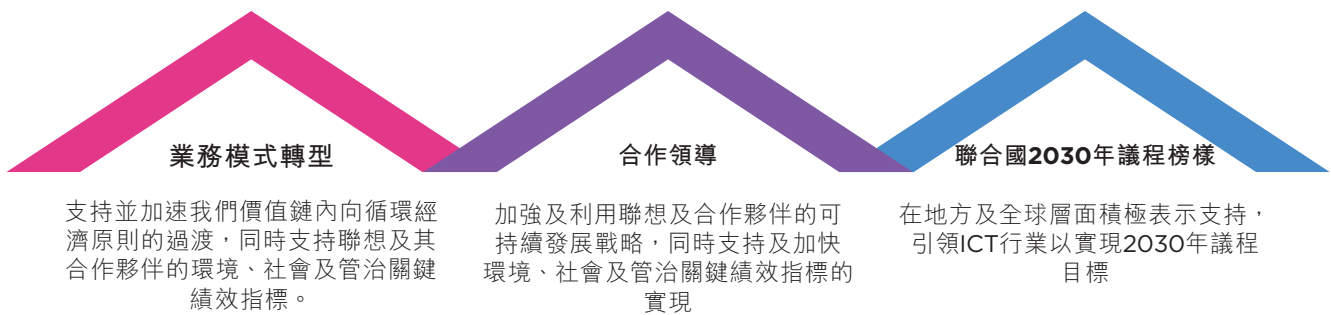 業務模式轉型
支持並加速我們價值鏈內向循環經
濟原則的過渡，同時支持聯想及其
合作夥伴的環境、社會及管治關鍵
績效指標。
合作領導
加強及利用聯想及合作夥伴的可
持續發展戰略，同時支持及加快
環境、社會及管治關鍵績效指標的
實現
聯合國2030年議程榜樣
在地方及全球層面積極表示支持，
引領ICT行業以實現2030年議程
目標